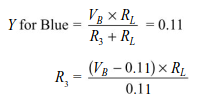 Y for Blue = (V_B × R_L) / (R_3 + R_L) = 0.11
R_3 = ((V_B − 0.11) × R_L) / 0.11